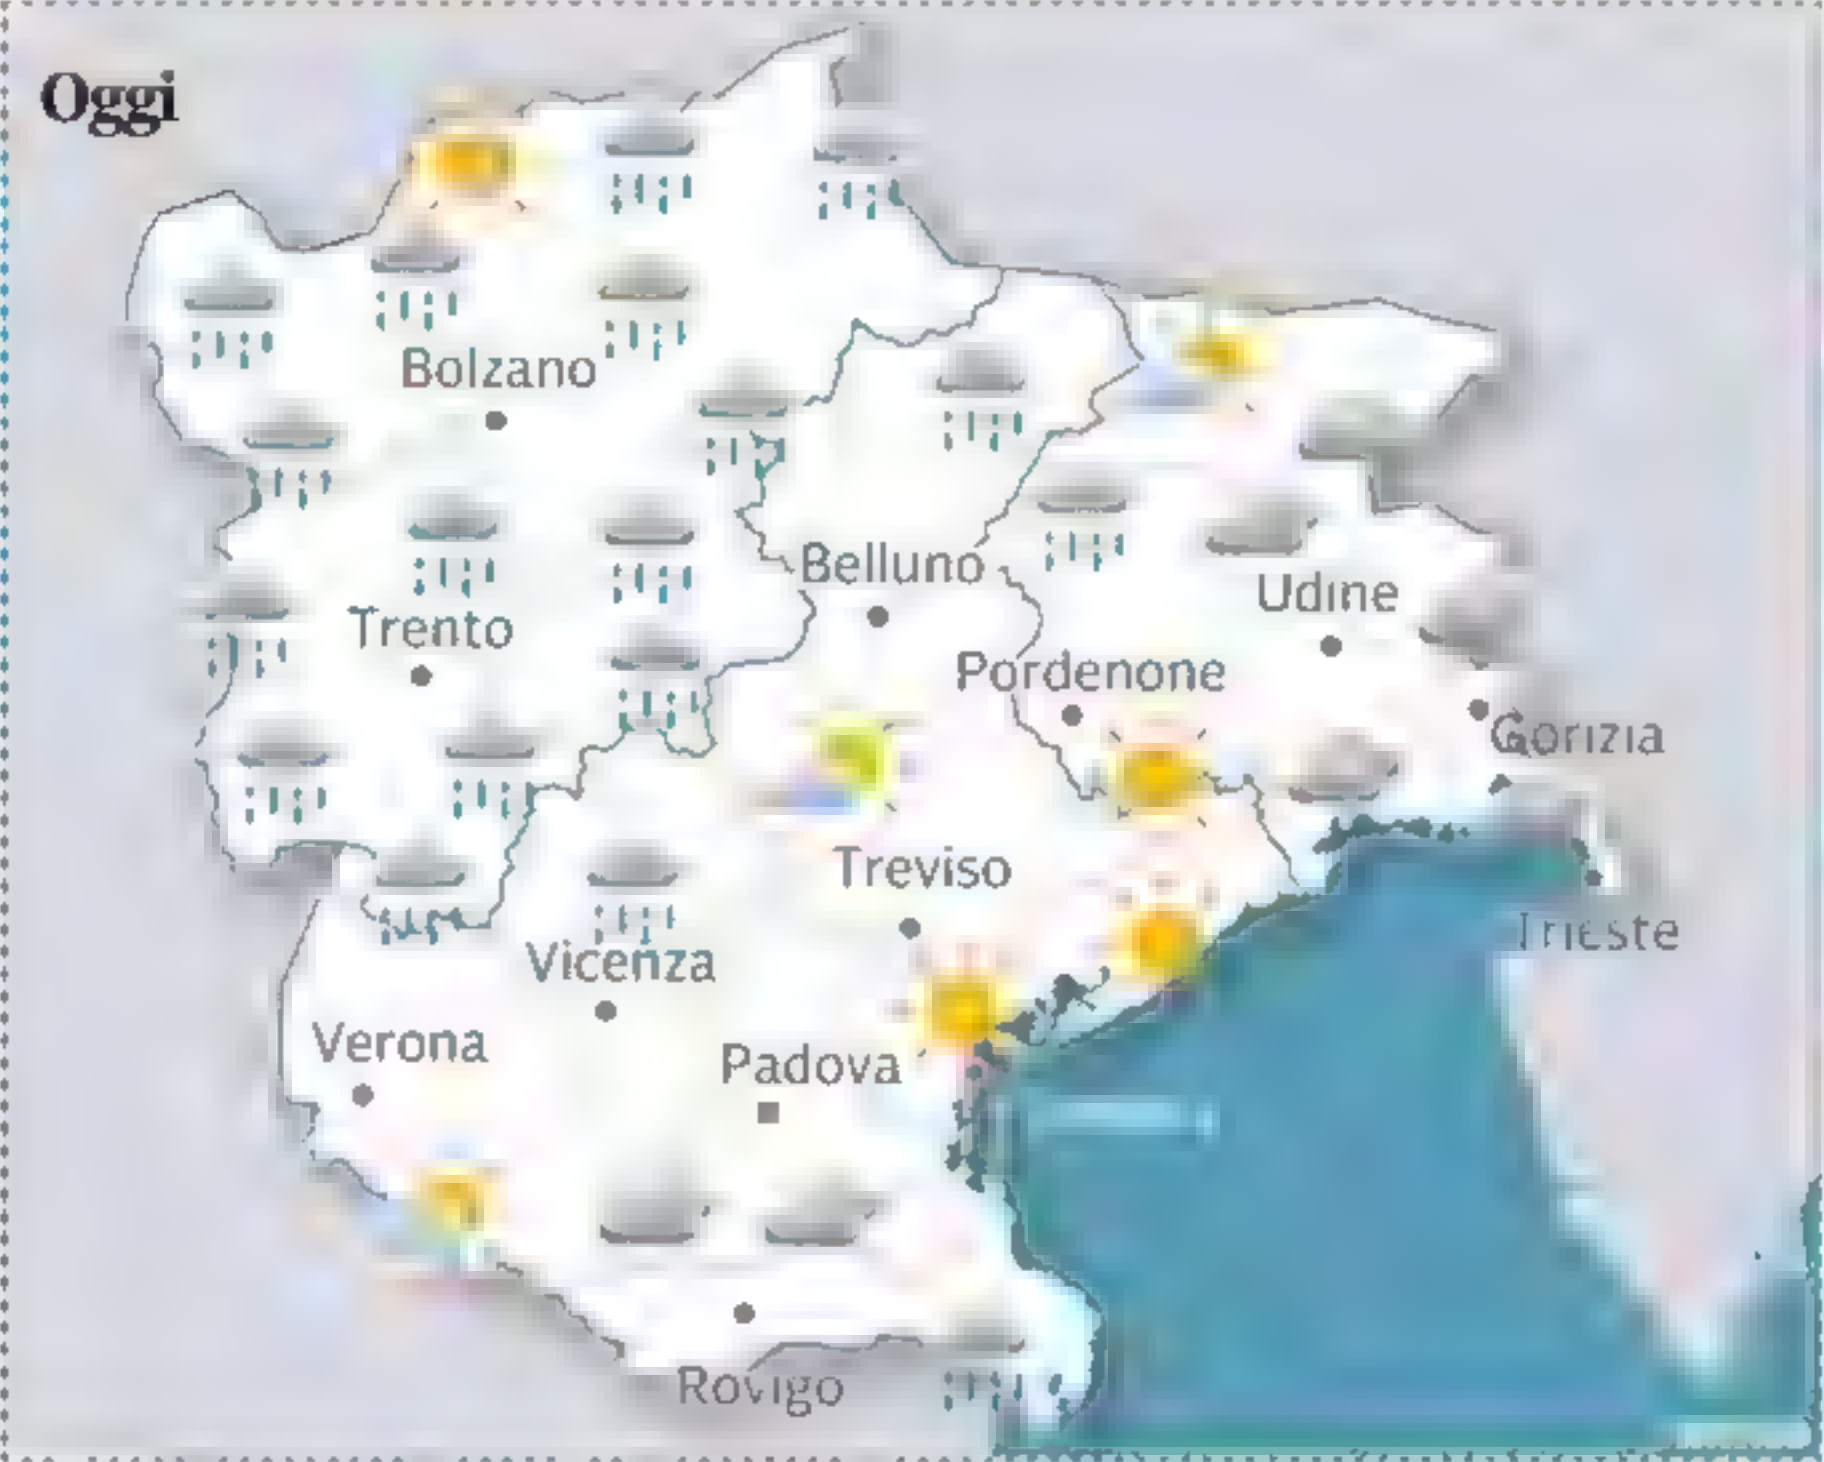 Oggi
Bolzano
Belluno
Udine
Trento
Pordenone
Gorizia
Treviso
Trieste
Vicenza
Verona
Padova
Rovigo